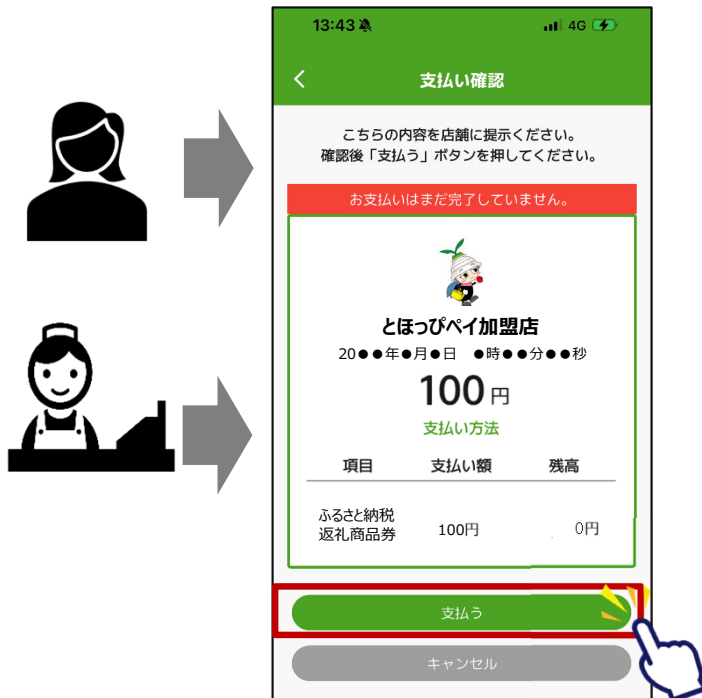 13:43
4G
支払い確認
こちらの内容を店舗に提示ください。
確認後「支払う」ボタンを押してください。
お支払いはまだ完了していません。
とほっぴペイ加盟店
20●●年●月●日 ●時●●分●●秒
100円
支払い方法
項目 支払い額 残高
ふるさと納税
返礼商品券 100円 0円
支払う
キャンセル